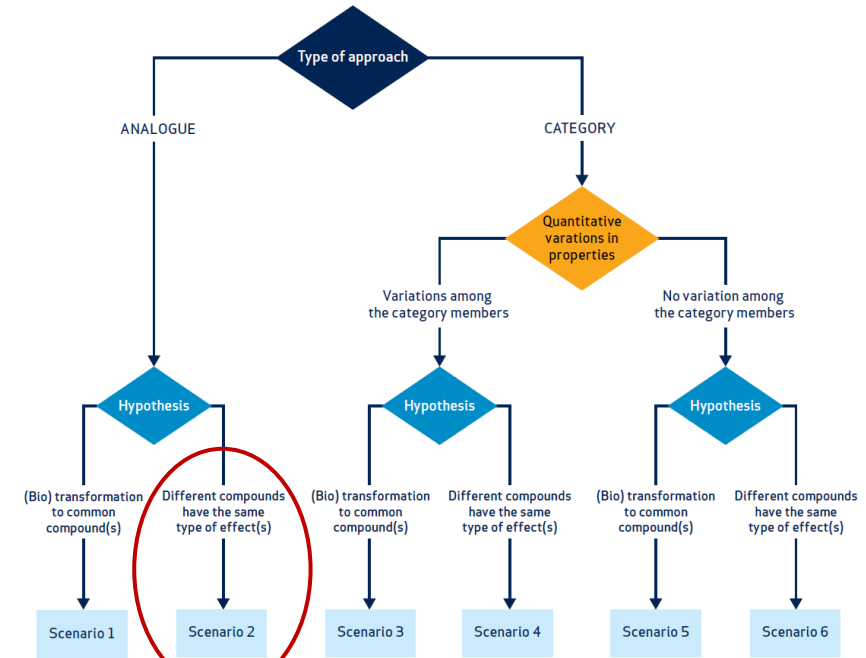 Type of approach
ANALOGUE
CATEGORY
Quantitative
varations in
properties
Variations among
the category members
No variation among
the category members
Hypothesis
Hypothesis
Hypothesis
(Bio) transformation
to common
compound(s)
Different compounds
have the same
type of effect(s)
(Bio) transformation
to common
compound(s)
Different compounds
have the same
type of effect(s)
(Bio) transformation
to common
compound(s)
Different compounds
have the same
type of effect(s)
Scenario 1
Scenario 2
Scenario 3
Scenario 4
Scenario 5
Scenario 6